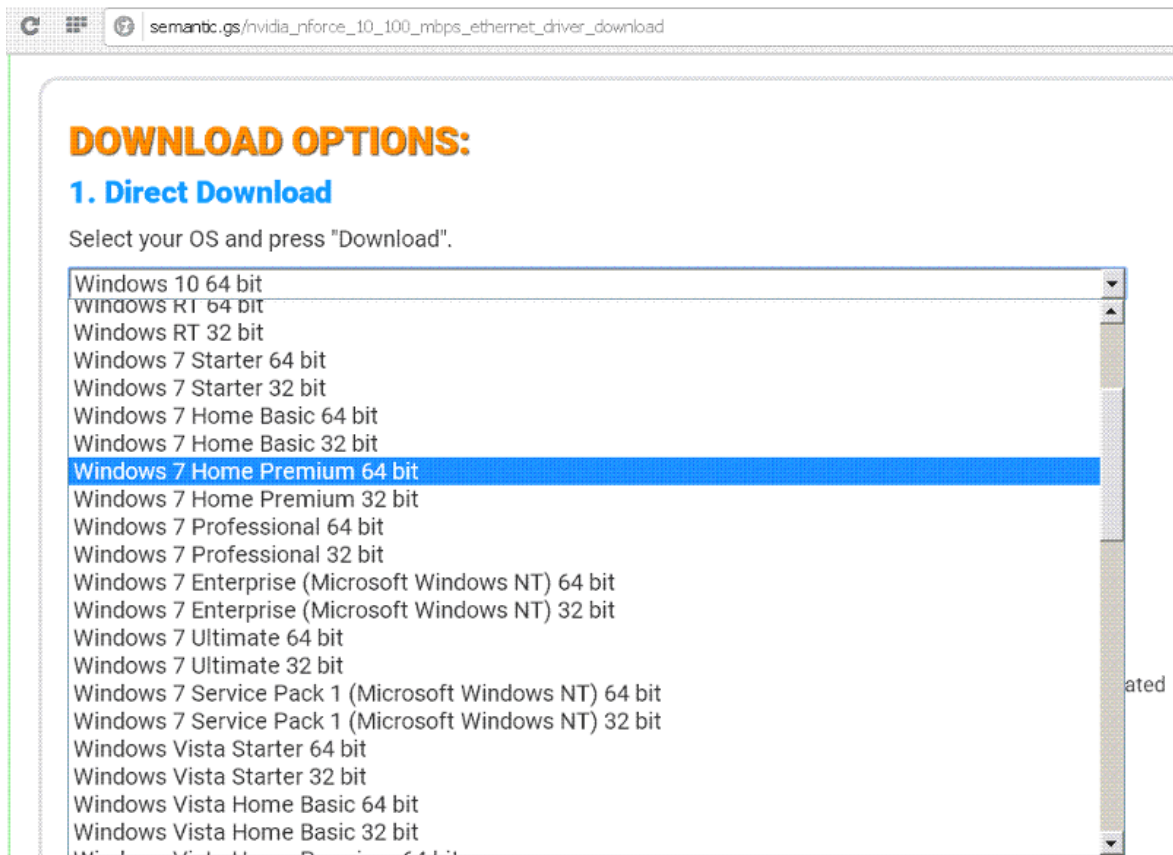 semantic.gs/nvidia_nforce_10_100_mbps_ethernet_driver_download
DOWNLOAD OPTIONS:
1. Direct Download
Select your OS and press "Download".
Windows 10 64 bit
Windows RT 64 bit
Windows RT 32 bit
Windows 7 Starter 64 bit
Windows 7 Starter 32 bit
Windows 7 Home Basic 64 bit
Windows 7 Home Basic 32 bit
Windows 7 Home Premium 64 bit
Windows 7 Home Premium 32 bit
Windows 7 Professional 64 bit
Windows 7 Professional 32 bit
Windows 7 Enterprise (Microsoft Windows NT) 64 bit
Windows 7 Enterprise (Microsoft Windows NT) 32 bit
Windows 7 Ultimate 64 bit
Windows 7 Ultimate 32 bit
Windows 7 Service Pack 1 (Microsoft Windows NT) 64 bit
ated
Windows 7 Service Pack 1 (Microsoft Windows NT) 32 bit
Windows Vista Starter 64 bit
Windows Vista Starter 32 bit
Windows Vista Home Basic 64 bit
Windows Vista Home Basic 32 bit